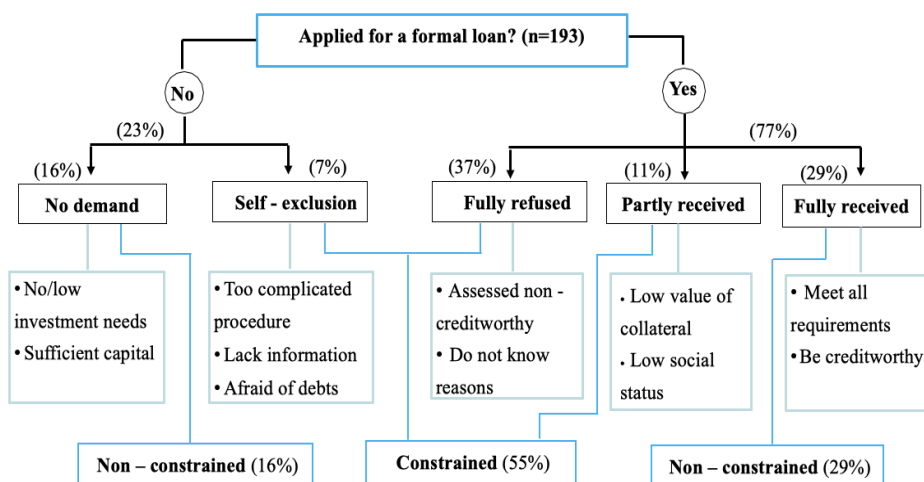 Applied for a formal loan? (n=193)
No
Yes
(23%)
77%)
(16%)
(7%)
(37%)
(11%)
(29%)
No demand
Self - exclusion
Fully refused
Partly received
Fully received
• No/low
investment needs
• Sufficient capital
• Too complicated
procedure
• Lack information
• Afraid of debts
• Assessed non -
creditworthy
• Do not know
reasons
• Low value of
collateral
• Low social
status
• Meet all
requirements
• Be creditworthy
Non – constrained (16%)
Constrained (55%)
Non – constrained (29%)